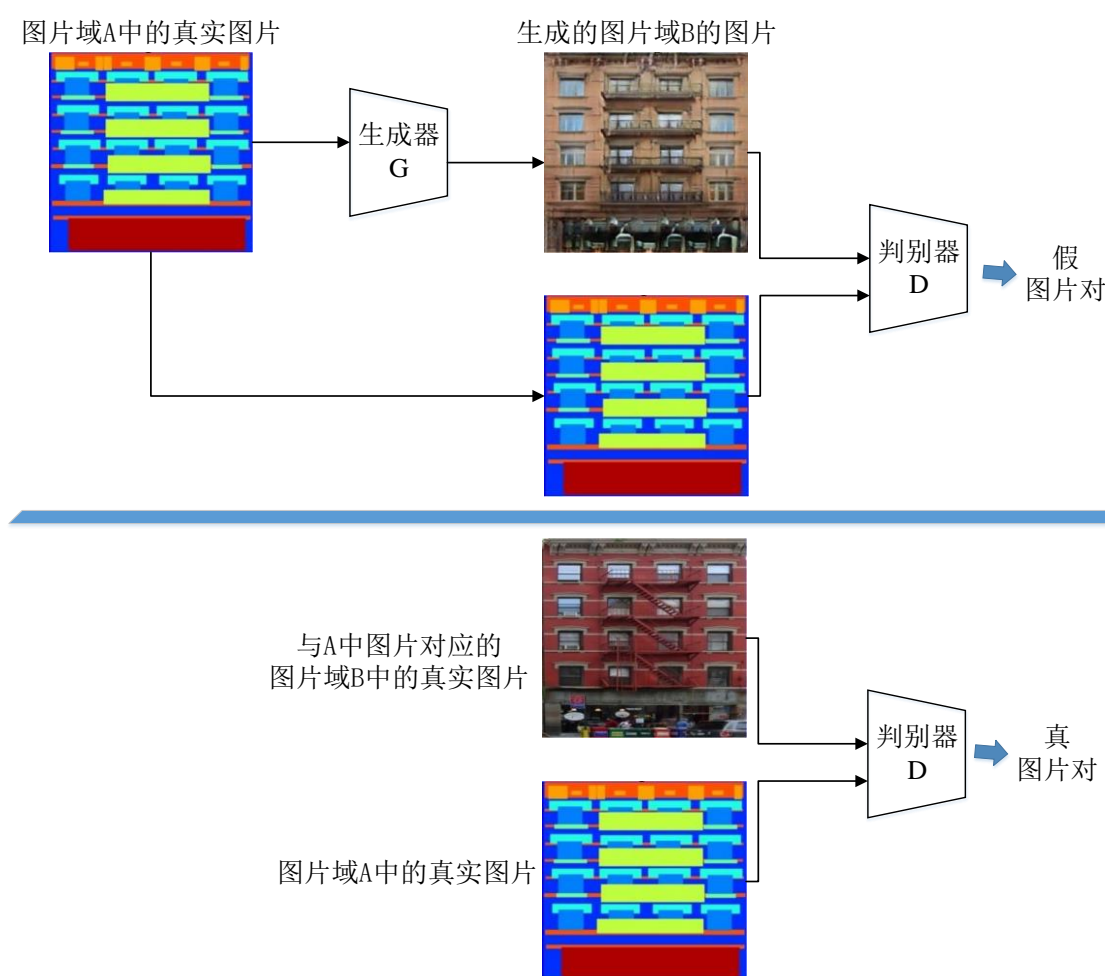 图片域A中的真实图片
生成的图片域B的图片
生成器
G
判别器
D
假
图片对
与A中图片对应的
图片域B中的真实图片
判别器
D
真
图片对
图片域A中的真实图片